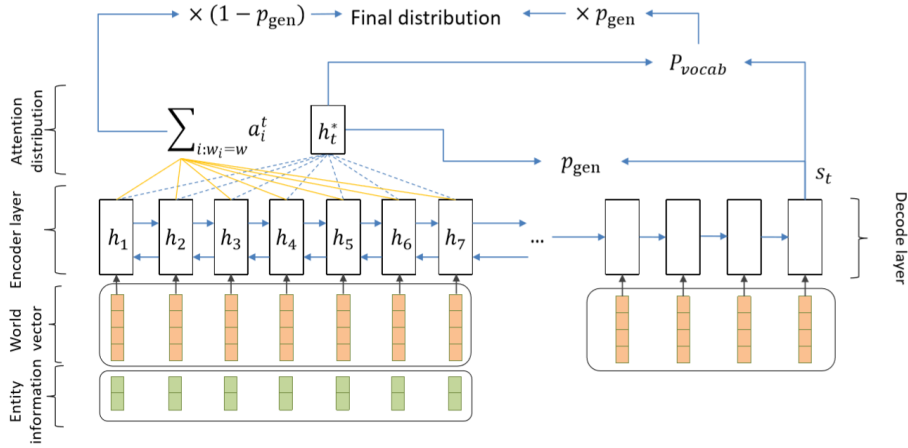 × (1 − p_gen)
Final distribution
× p_gen
P_vocab
Attention
distribution
∑_{i:w_i=w} a_i^t
h_t^*
p_gen
s_t
Encoder layer
h_1
h_2
h_3
h_4
h_5
h_6
h_7
...
Decode layer
World
vector
Entity
information